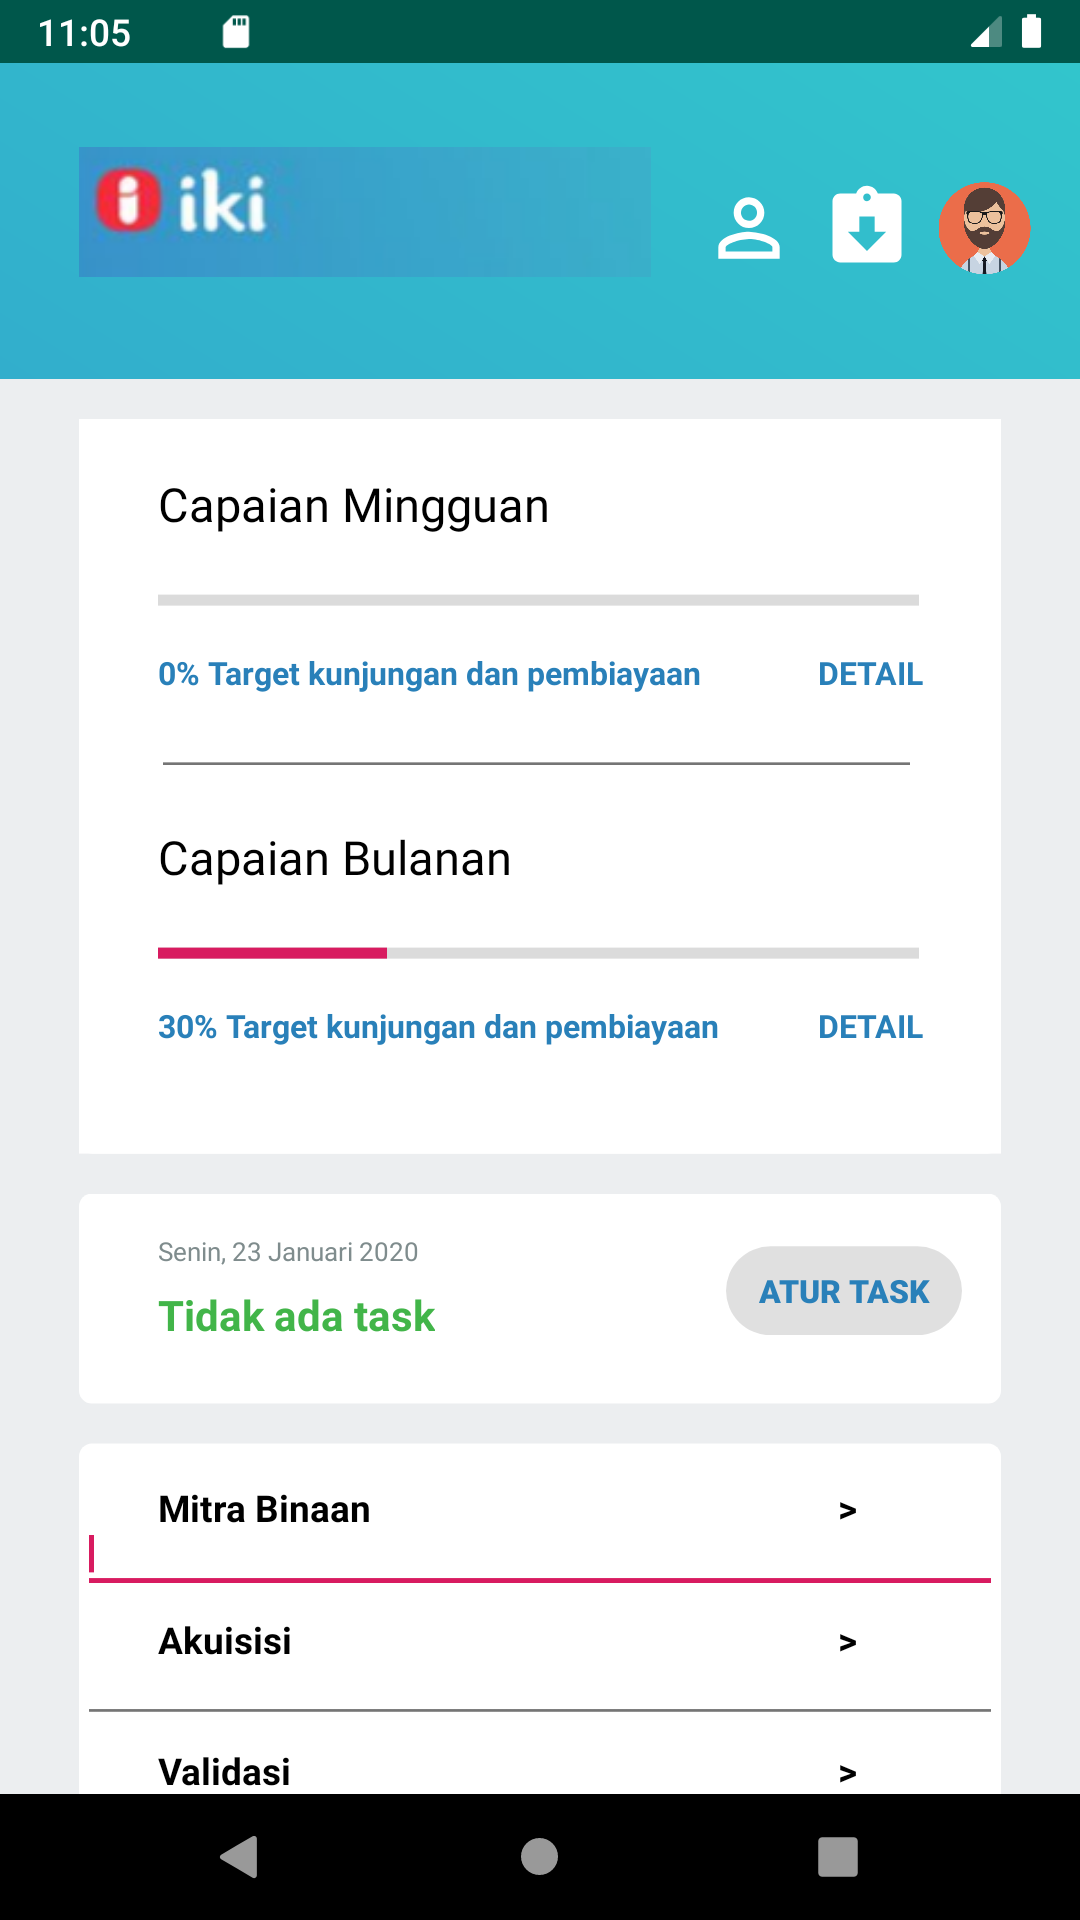 11:05
iki
Capaian Mingguan
0% Target kunjungan dan pembiayaan DETAIL
Capaian Bulanan
30% Target kunjungan dan pembiayaan DETAIL
Senin, 23 Januari 2020
Tidak ada task
ATUR TASK
Mitra Binaan >
Akuisisi >
Validasi >